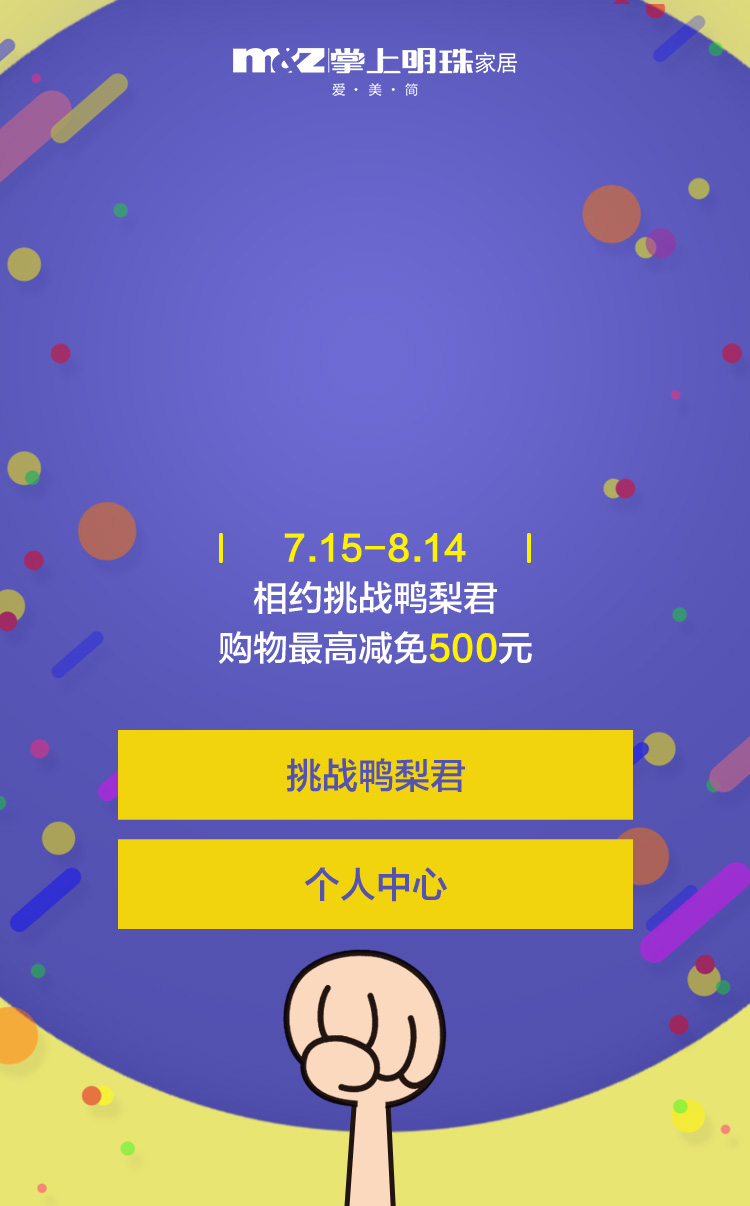 m&z 掌上明珠家居
爱·美·简
7.15-8.14
相约挑战鸭梨君
购物最高减免500元
挑战鸭梨君
个人中心